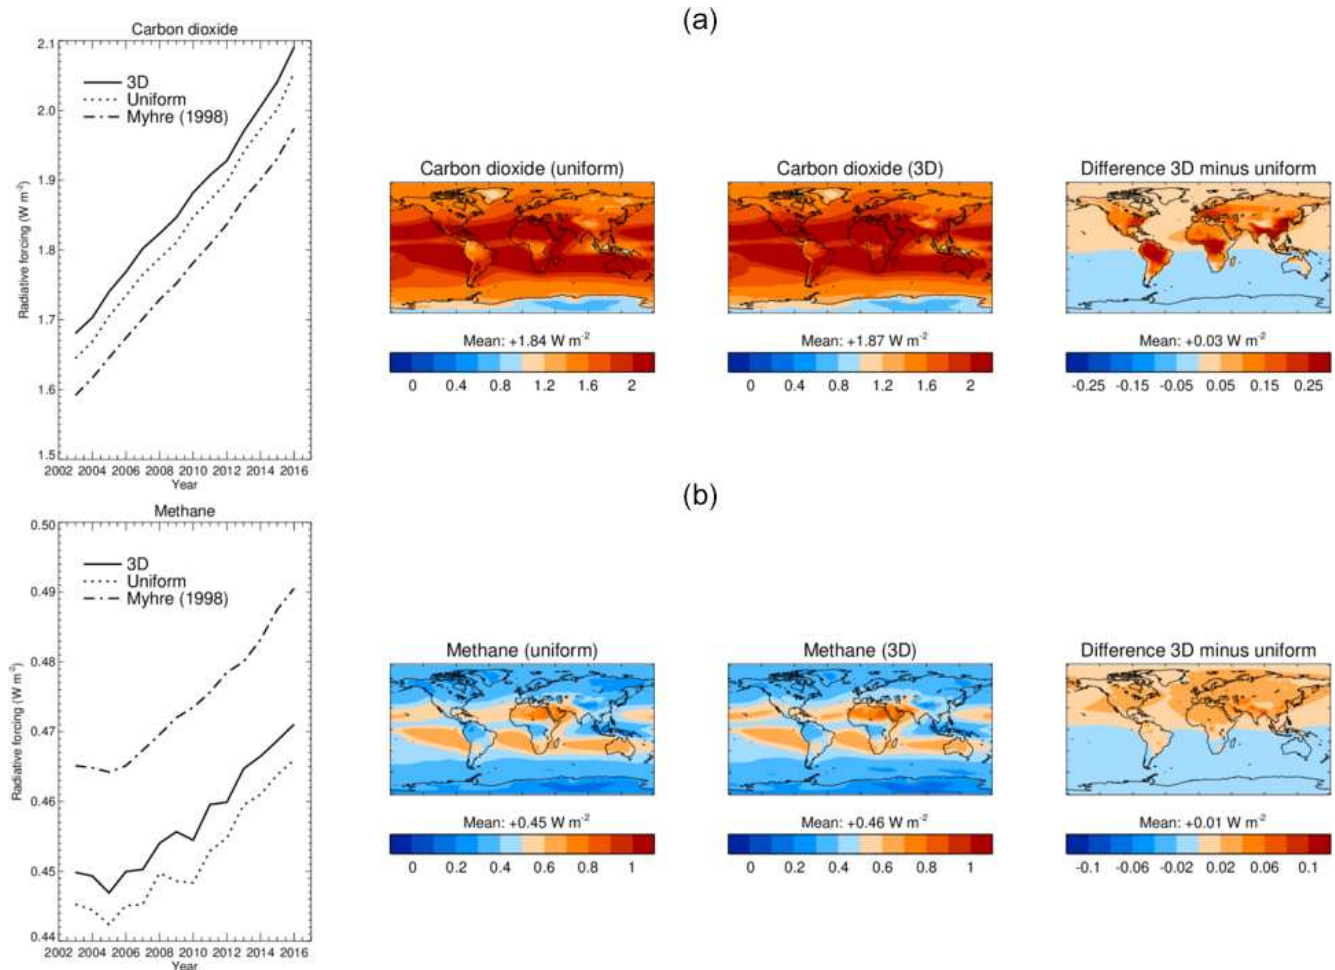 (a)
Carbon dioxide
2.1
2.0
1.9
1.8
1.7
1.6
1.5
Radiative forcing (W m-2)
3D
Uniform
Myhre (1998)
2002 2004 2006 2008 2010 2012 2014 2016
Year
Carbon dioxide (uniform)
Mean: +1.84 W m-2
0 0.4 0.8 1.2 1.6 2
Carbon dioxide (3D)
Mean: +1.87 W m-2
0 0.4 0.8 1.2 1.6 2
Difference 3D minus uniform
Mean: +0.03 W m-2
-0.25 -0.15 -0.05 0.05 0.15 0.25
(b)
Methane
0.50
0.49
0.48
0.47
0.46
0.45
0.44
Radiative forcing (W m-2)
3D
Uniform
Myhre (1998)
2002 2004 2006 2008 2010 2012 2014 2016
Year
Methane (uniform)
Mean: +0.45 W m-2
0 0.2 0.4 0.6 0.8 1
Methane (3D)
Mean: +0.46 W m-2
0 0.2 0.4 0.6 0.8 1
Difference 3D minus uniform
Mean: +0.01 W m-2
-0.1 -0.06 -0.02 0.02 0.06 0.1